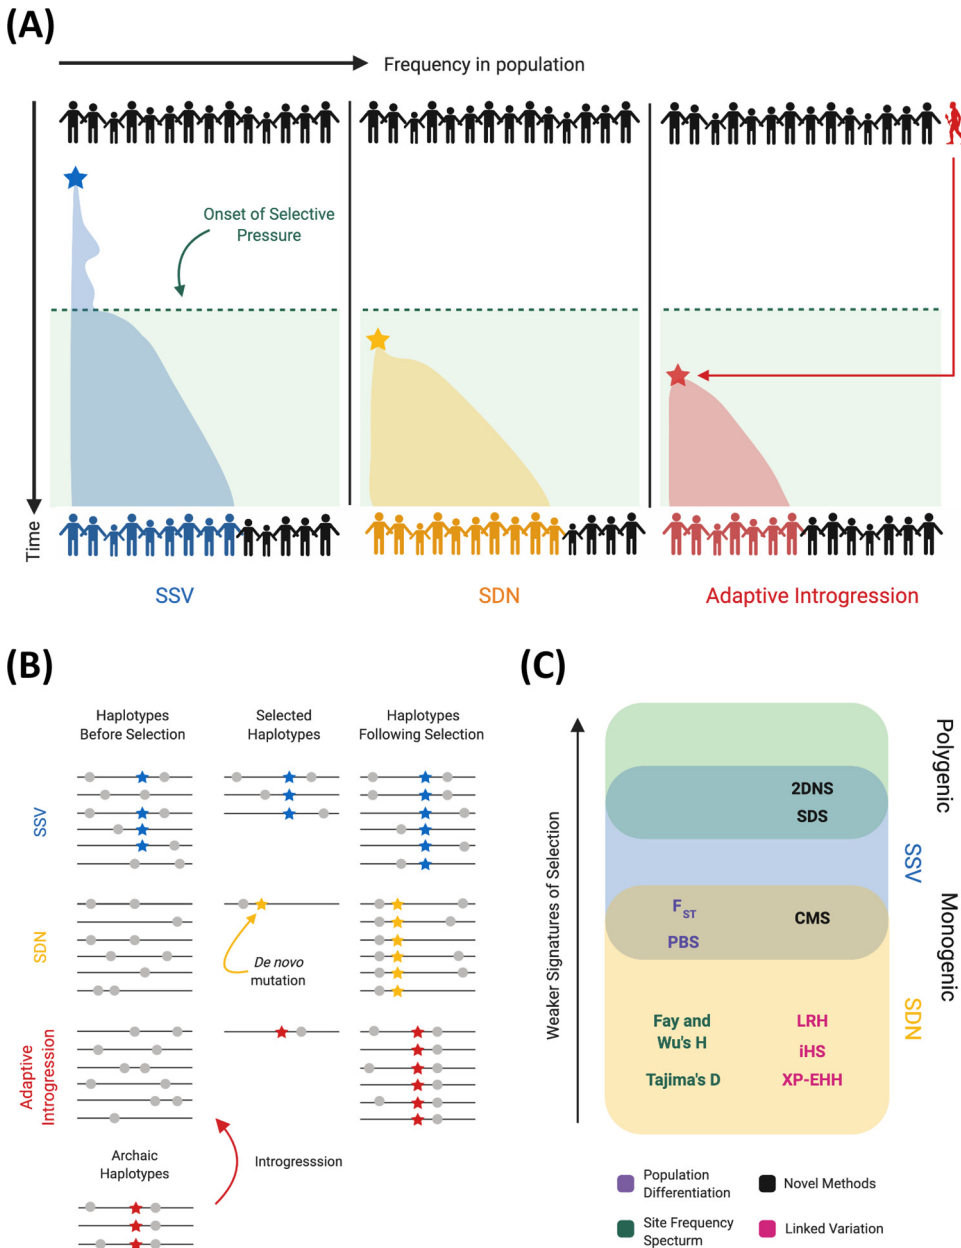 (A)
Frequency in population
Onset of Selective
Pressure
Time
SSV
SDN
Adaptive Introgression
(B)
Haplotypes
Before Selection
Selected
Haplotypes
Haplotypes
Following Selection
SSV
SDN
De novo
mutation
Adaptive
Introgression
Archaic
Haplotypes
Introgresssion
(C)
Weaker Signatures of Selection
Polygenic
2DNS
SDS
SSV
Monogenic
FST
PBS
CMS
SDN
Fay and
Wu's H
Tajima's D
LRH
iHS
XP-EHH
Population
Differentiation
Novel Methods
Site Frequency
Specturm
Linked Variation